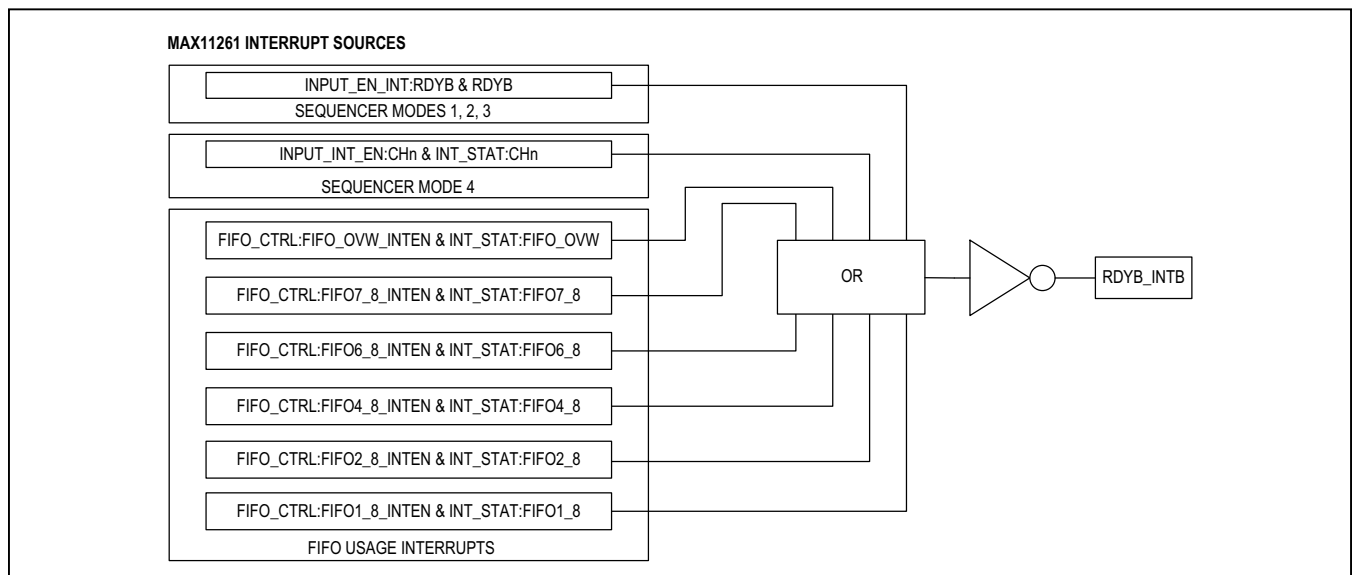 MAX11261 INTERRUPT SOURCES
INPUT_EN_INT:RDYB & RDYB
SEQUENCER MODES 1, 2, 3
INPUT_INT_EN:CHn & INT_STAT:CHn
SEQUENCER MODE 4
FIFO_CTRL:FIFO_OVW_INTEN & INT_STAT:FIFO_OVW
FIFO_CTRL:FIFO7_8_INTEN & INT_STAT:FIFO7_8
FIFO_CTRL:FIFO6_8_INTEN & INT_STAT:FIFO6_8
FIFO_CTRL:FIFO4_8_INTEN & INT_STAT:FIFO4_8
FIFO_CTRL:FIFO2_8_INTEN & INT_STAT:FIFO2_8
FIFO_CTRL:FIFO1_8_INTEN & INT_STAT:FIFO1_8
FIFO USAGE INTERRUPTS
OR
RDYB_INTB